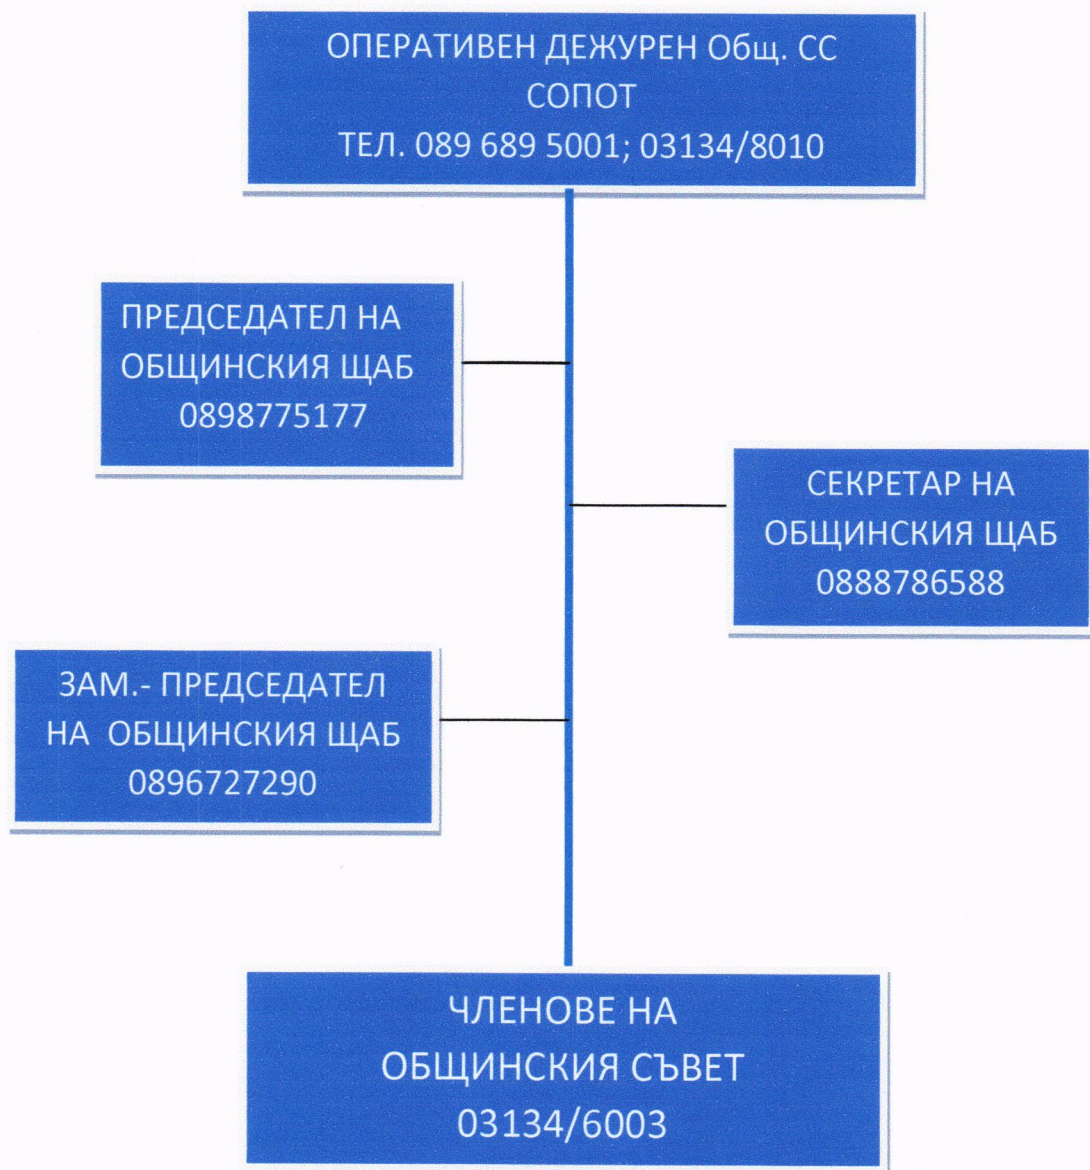 ОПЕРАТИВЕН ДЕЖУРЕН Общ. СС
СОПОТ
ТЕЛ. 089 689 5001; 03134/8010
ПРЕДСЕДАТЕЛ НА
ОБЩИНСКИЯ ЩАБ
0898775177
СЕКРЕТАР НА
ОБЩИНСКИЯ ЩАБ
0888786588
ЗАМ.- ПРЕДСЕДАТЕЛ
НА ОБЩИНСКИЯ ЩАБ
0896727290
ЧЛЕНОВЕ НА
ОБЩИНСКИЯ СЪВЕТ
03134/6003